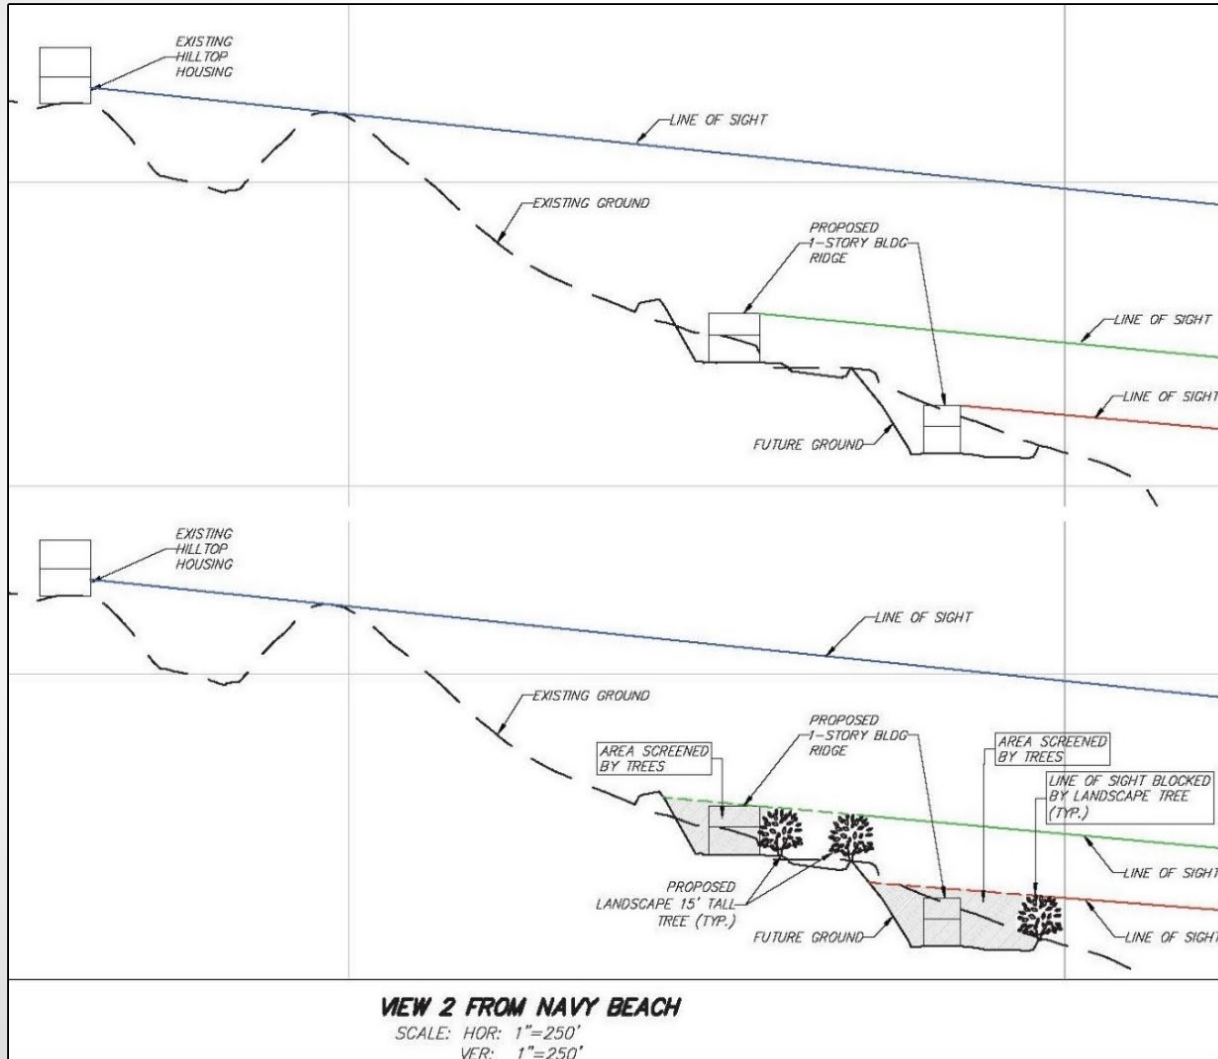 EXISTING
HILLTOP
HOUSING
LINE OF SIGHT
EXISTING GROUND
PROPOSED
1-STORY BLDG
RIDGE
LINE OF SIGHT
LINE OF SIGHT
FUTURE GROUND
EXISTING
HILLTOP
HOUSING
LINE OF SIGHT
EXISTING GROUND
PROPOSED
1-STORY BLDG
RIDGE
AREA SCREENED
BY TREES
AREA SCREENED
BY TREES
LINE OF SIGHT BLOCKED
BY LANDSCAPE TREE
(TYP.)
LINE OF SIGHT
PROPOSED
LANDSCAPE 15' TALL
TREE (TYP.)
FUTURE GROUND
LINE OF SIGHT
VIEW 2 FROM NAVY BEACH
SCALE: HOR: 1"=250'
VER: 1"=250'